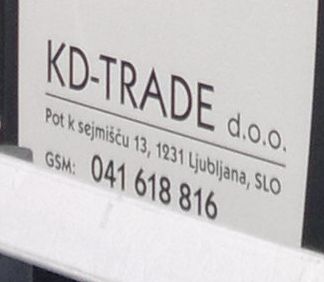 KD-TRADE d.o.o.
Pot k sejmišču 13, 1231 Ljubljana, SLO
GSM: 041 618 816